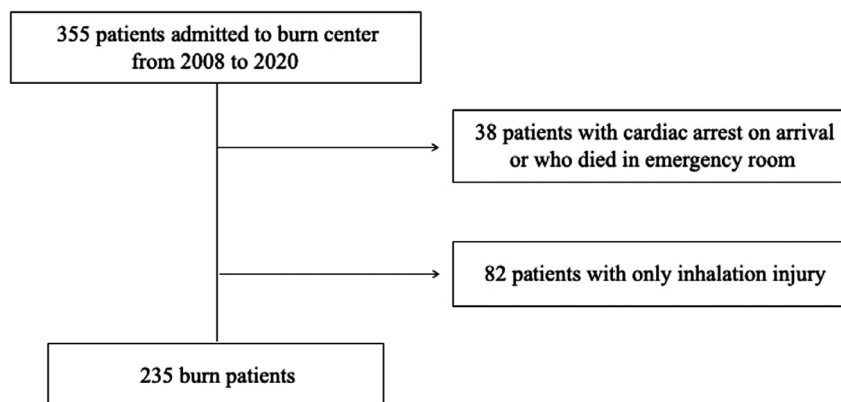 355 patients admitted to burn center
from 2008 to 2020
38 patients with cardiac arrest on arrival
or who died in emergency room
82 patients with only inhalation injury
235 burn patients